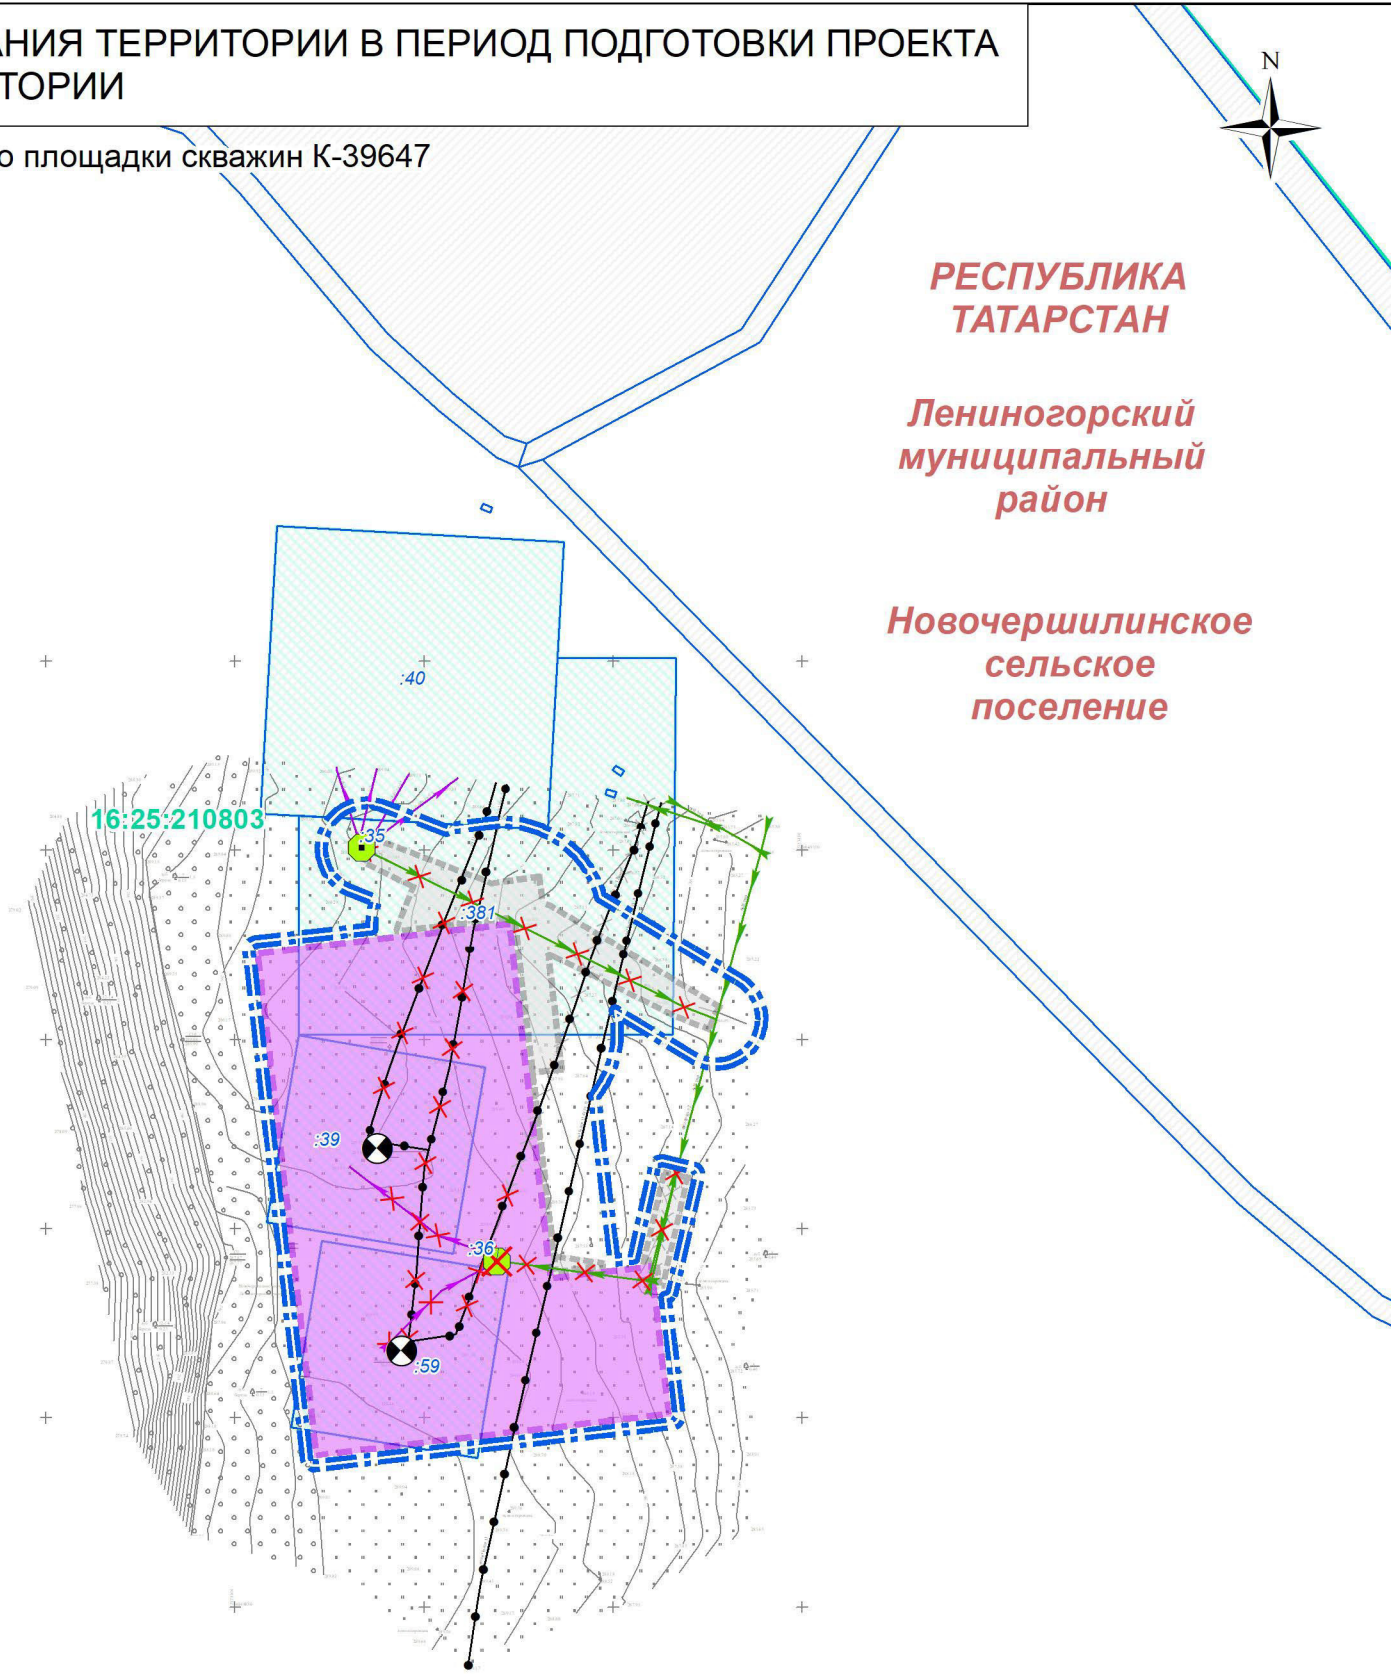 АНИЯ ТЕРРИТОРИИ В ПЕРИОД ПОДГОТОВКИ ПРОЕКТА
ТОРИИ
о площадки скважин К-39647
N
РЕСПУБЛИКА
ТАТАРСТАН
Лениногорский
муниципальный
район
Новочершилинское
сельское
поселение
:40
16:25:210803
:35
:381
:39
:36
:59